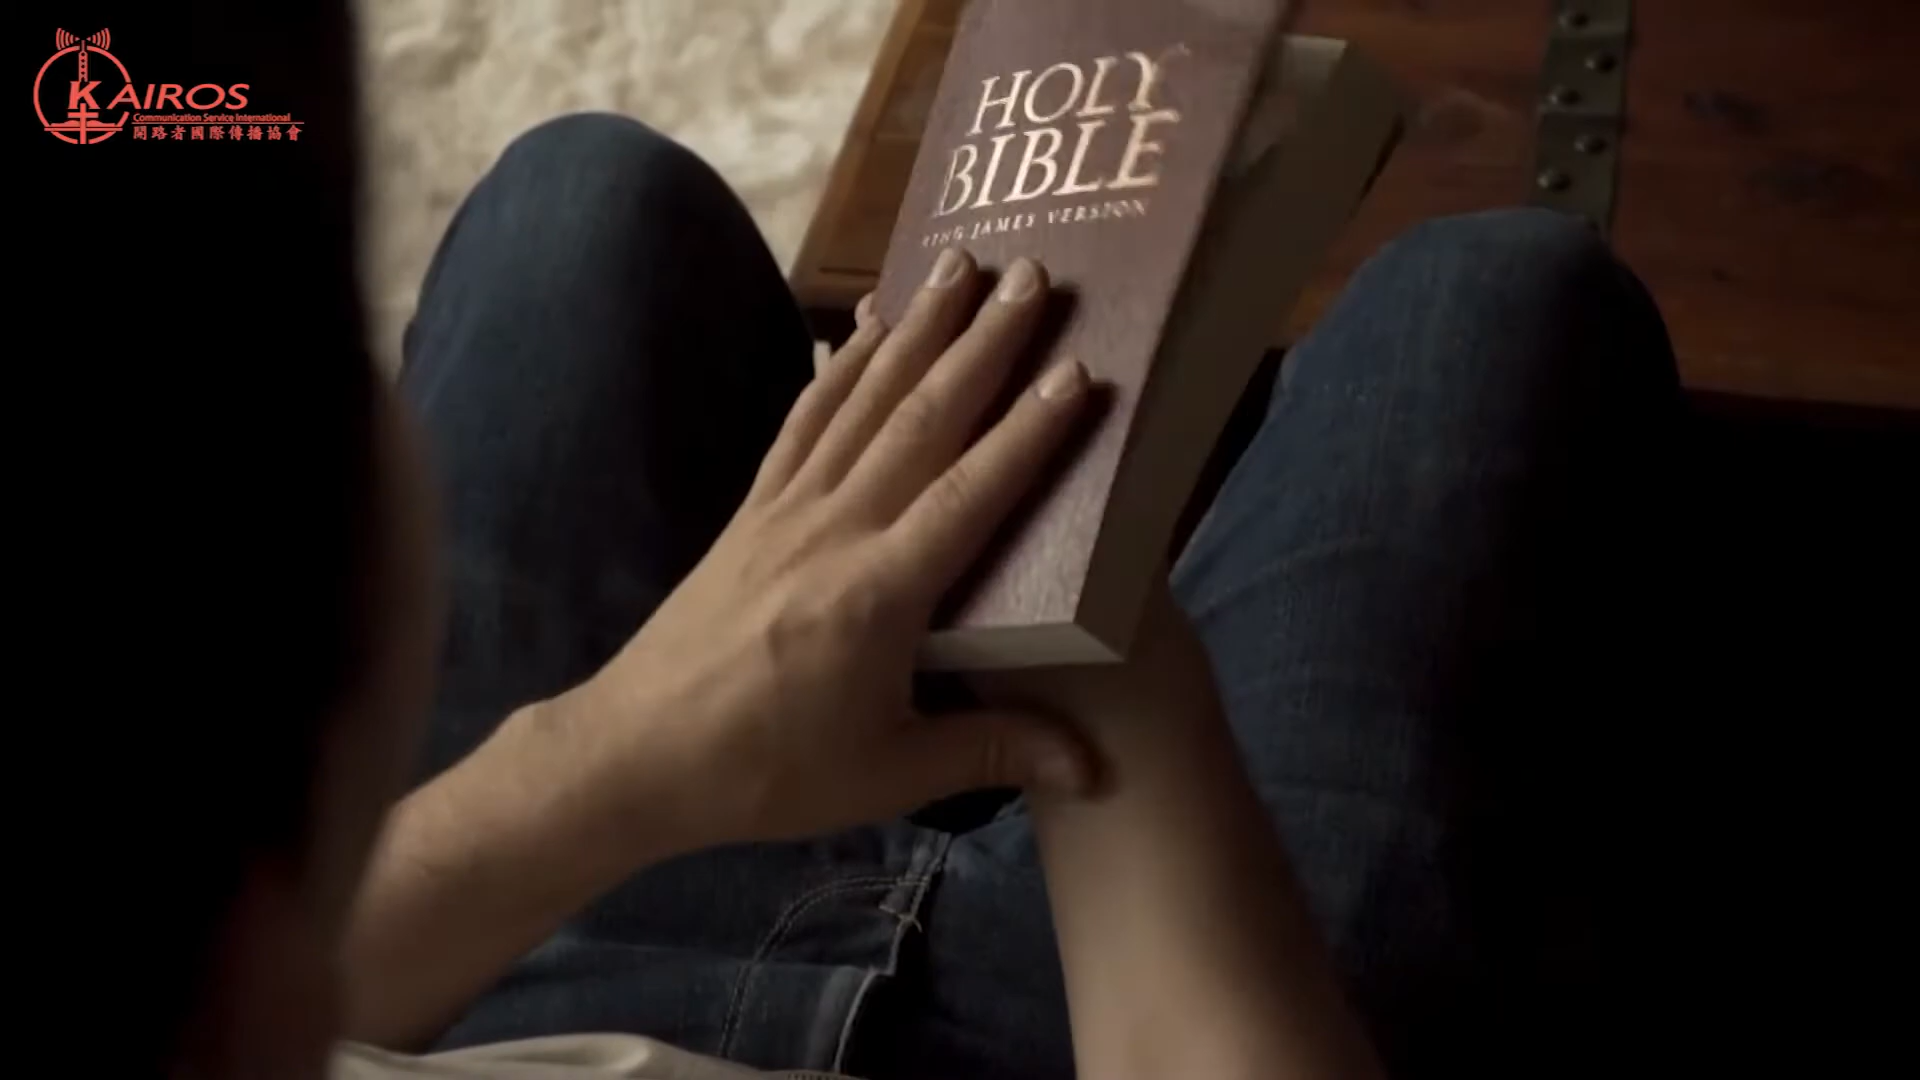 KAIROS
Communication Service International
開路者國際傳播協會
HOLY
BIBLE
KING JAMES VERSION